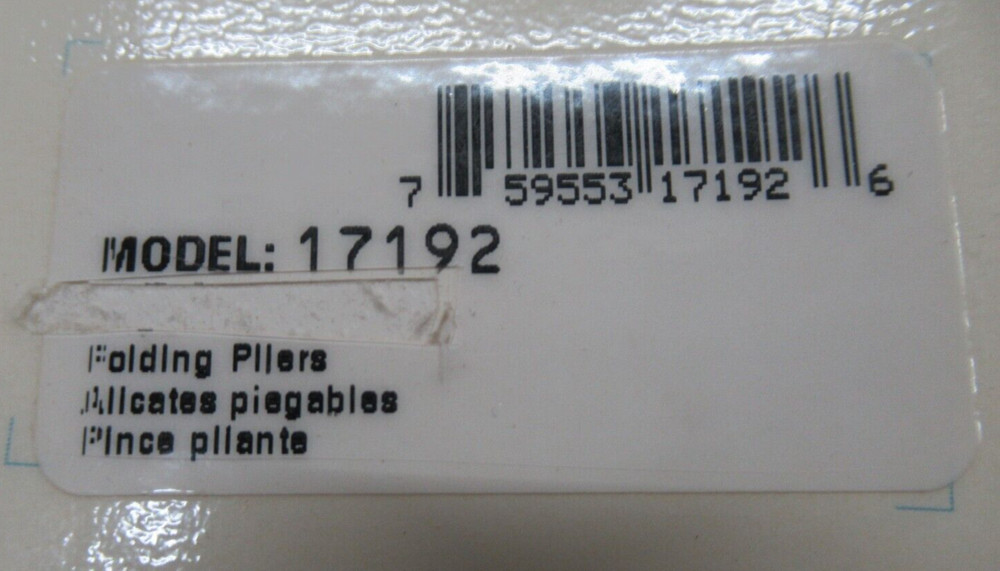 7 59553 17192 6
MODEL: 17192
Folding Pliers
Alicates piegables
Pince pliante